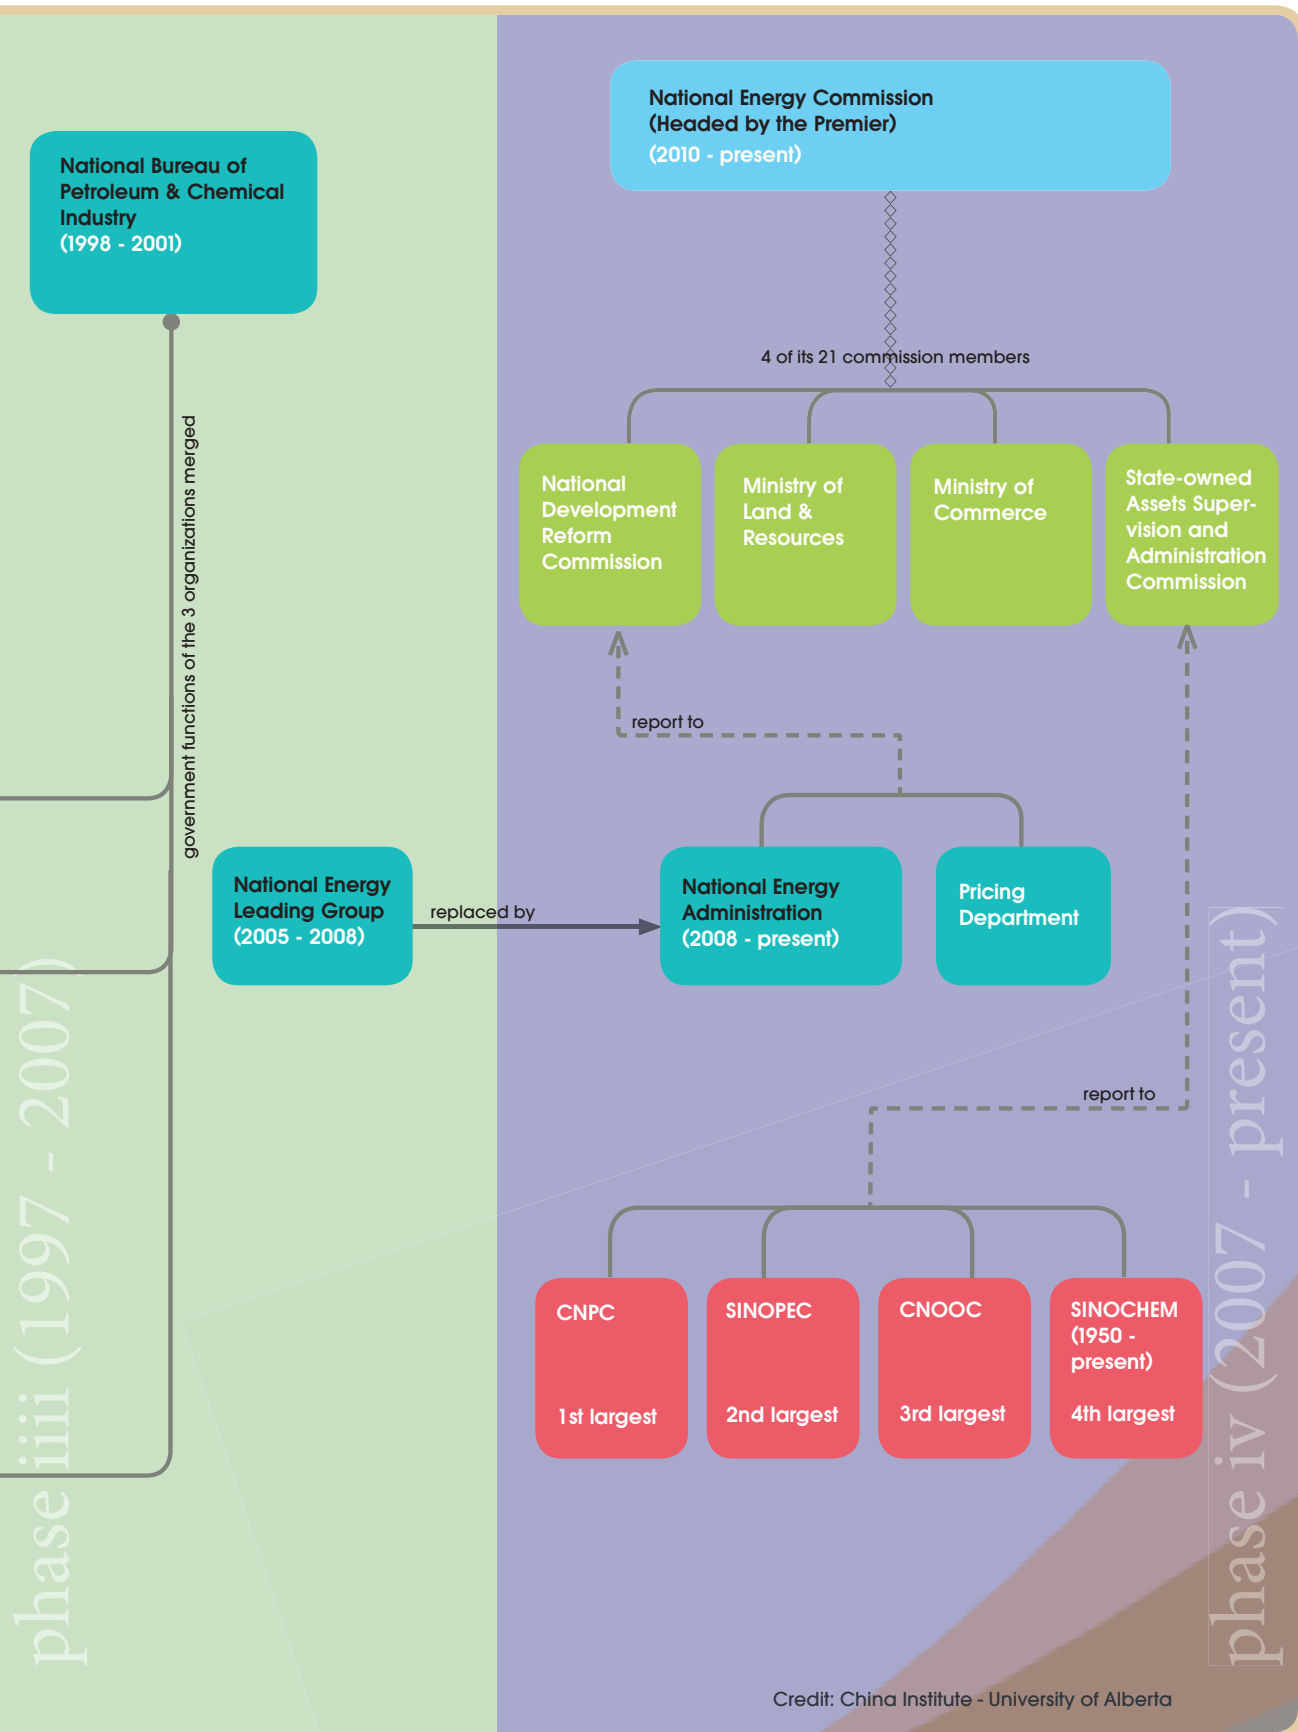 National Bureau of
Petroleum & Chemical
Industry
(1998 - 2001)
government functions of the 3 organizations merged
National Energy
Leading Group
(2005 - 2008)
replaced by
phase iiii (1997 - 2007)
National Energy Commission
(Headed by the Premier)
(2010 - present)
4 of its 21 commission members
National
Development
Reform
Commission
Ministry of
Land &
Resources
Ministry of
Commerce
State-owned
Assets Super-
vision and
Administration
Commission
report to
National Energy
Administration
(2008 - present)
Pricing
Department
report to
CNPC
1st largest
SINOPEC
2nd largest
CNOOC
3rd largest
SINOCHEM
(1950 -
present)
4th largest
phase iv (2007 - present)
Credit: China Institute - University of Alberta